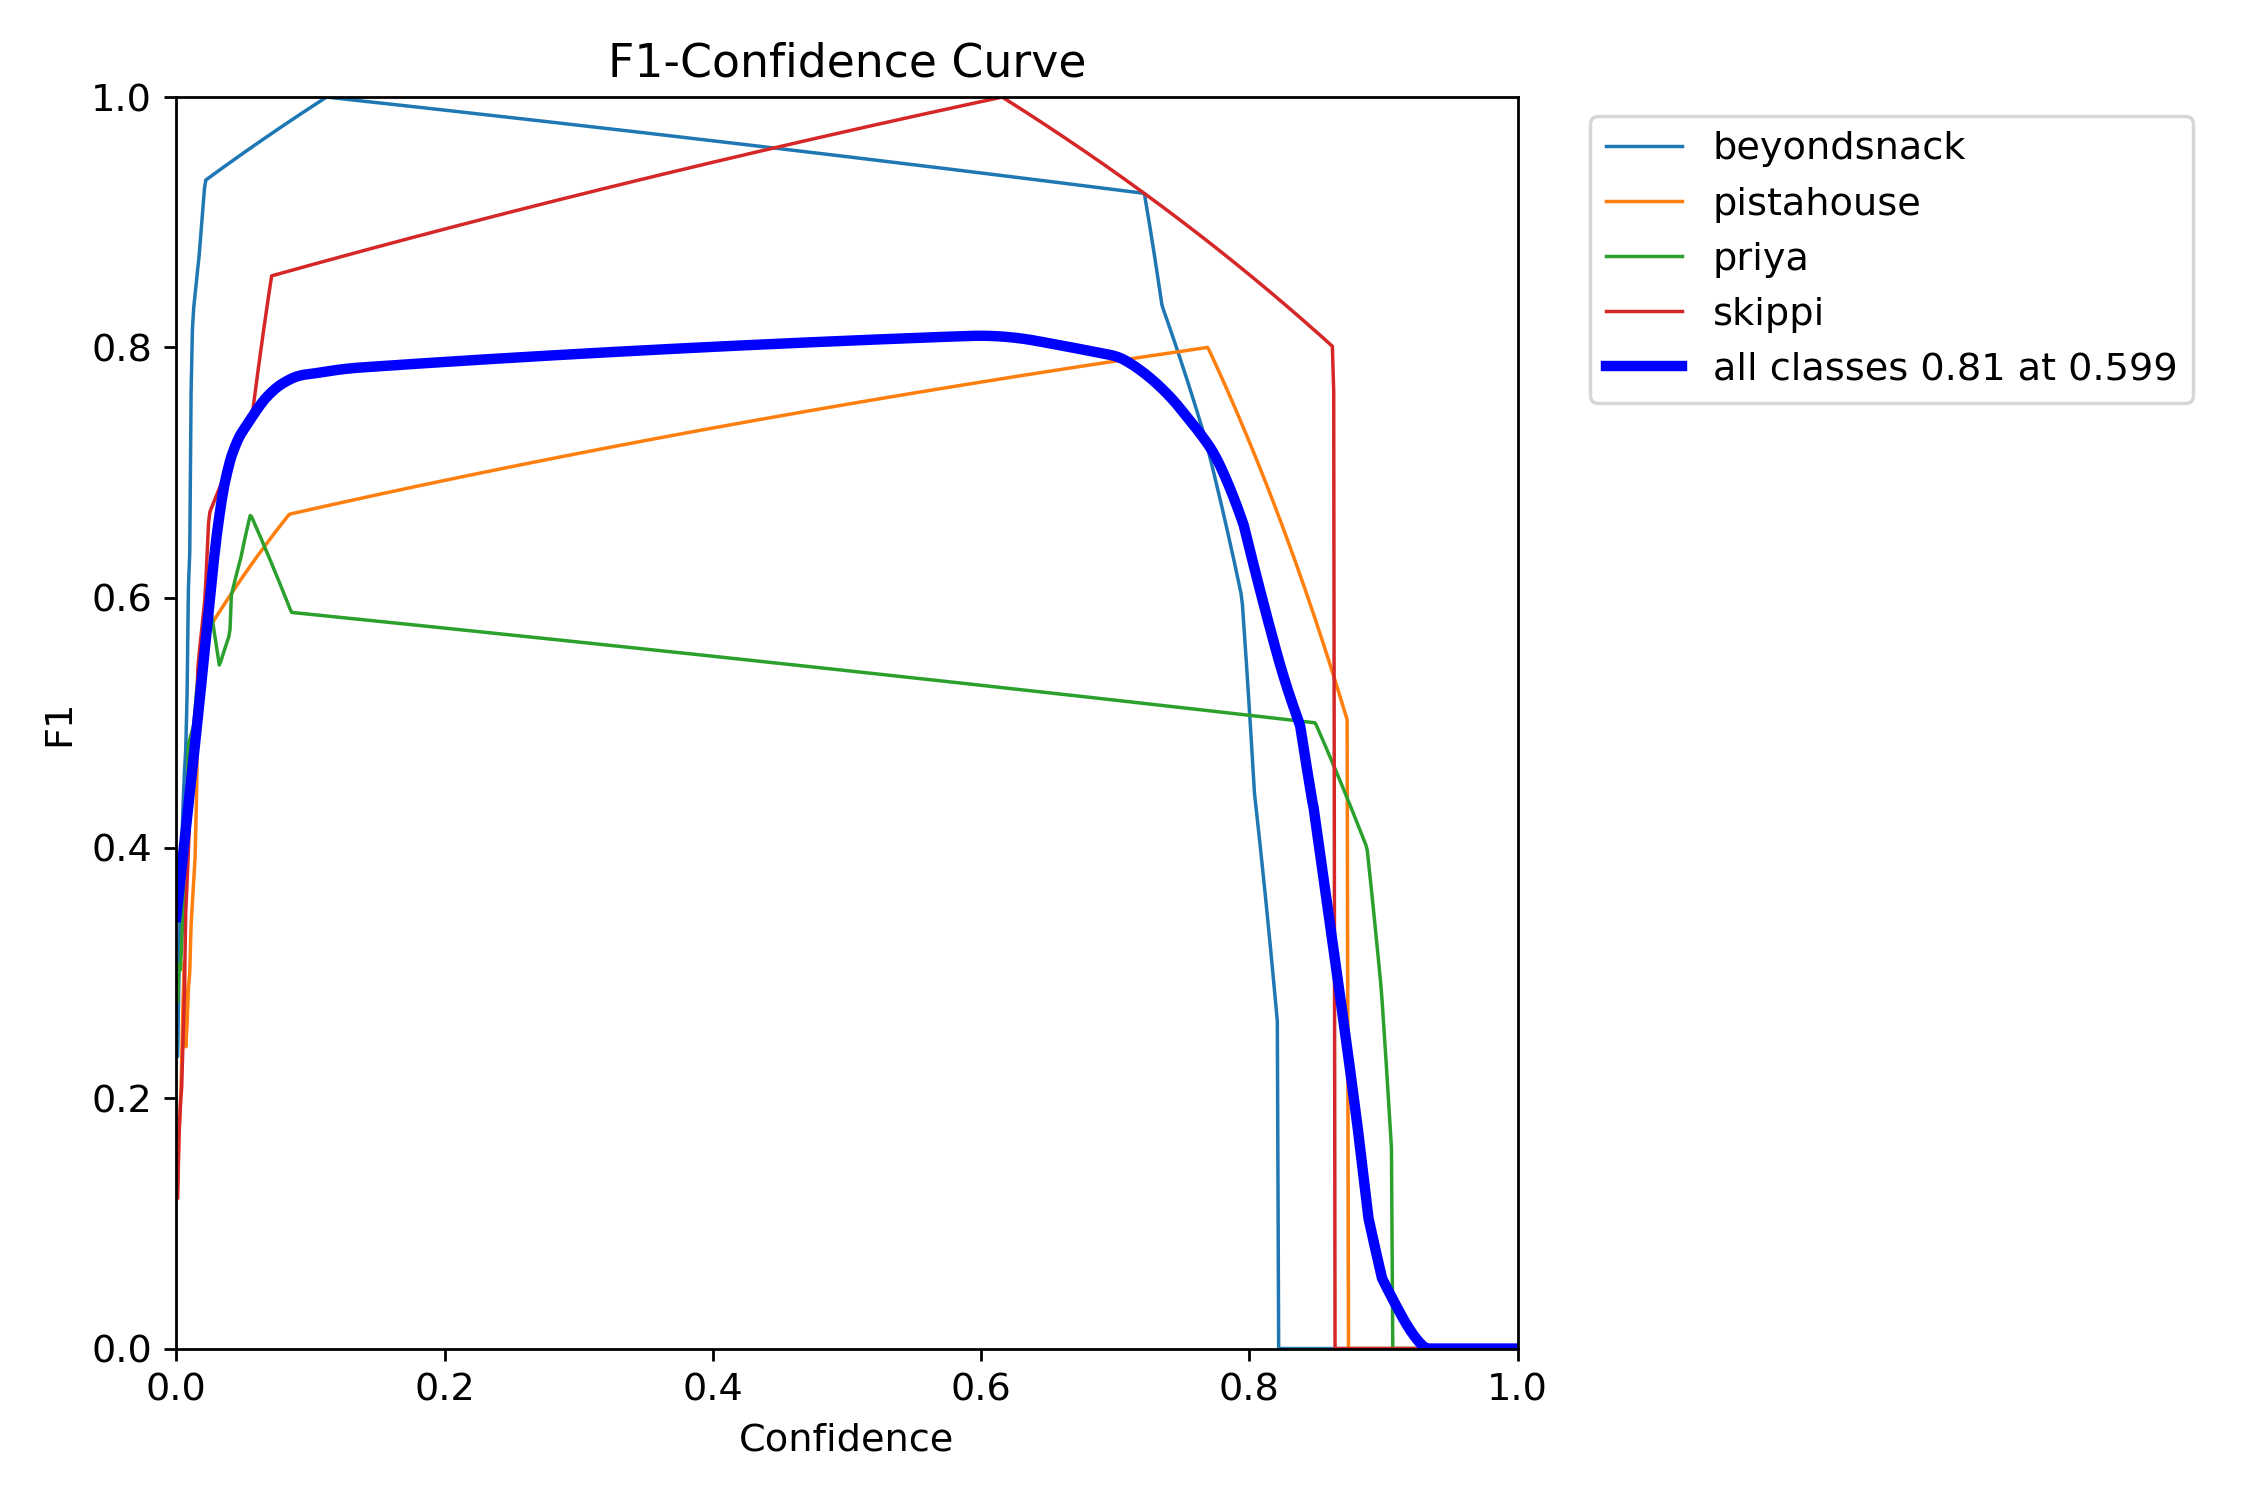 F1-Confidence Curve
1.0
0.8
0.6
0.4
0.2
0.0
F1
0.0 0.2 0.4 0.6 0.8 1.0
Confidence
beyondsnack
pistahouse
priya
skippi
all classes 0.81 at 0.599